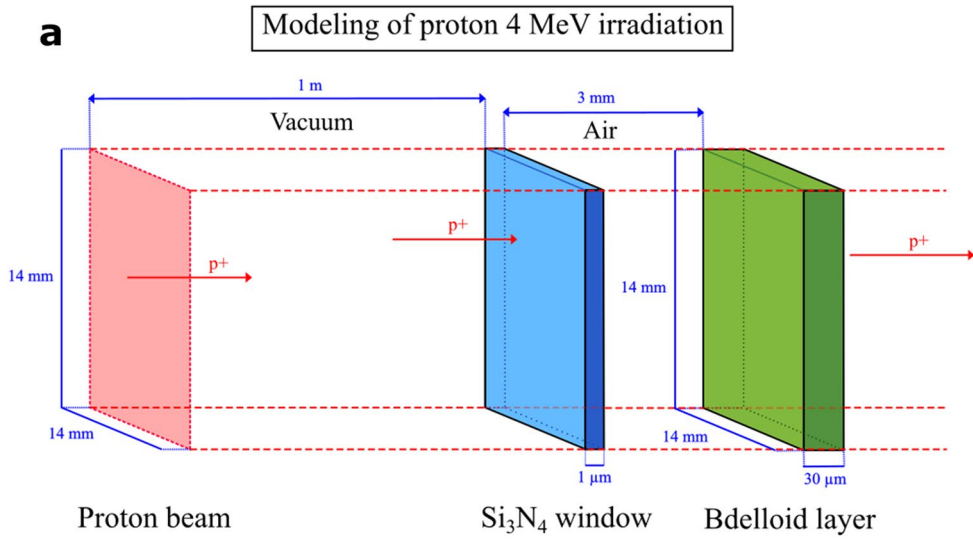 a
Modeling of proton 4 MeV irradiation
1 m
Vacuum
3 mm
Air
p+
p+
p+
14 mm
14 mm
14 mm
14 mm
1 µm
30 µm
Proton beam
Si₃N₄ window
Bdelloid layer